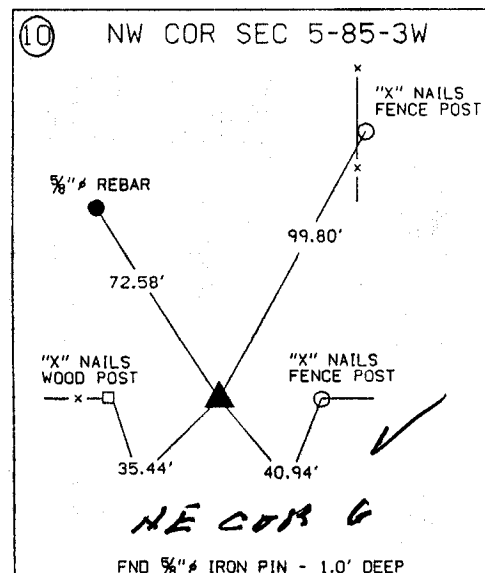 10 NW COR SEC 5-85-3W
"X" NAILS
FENCE POST
⅝"ø REBAR
99.80'
72.58'
"X" NAILS
WOOD POST
"X" NAILS
FENCE POST
35.44'
40.94'
NE COR 6
FND ⅝"ø IRON PIN - 1.0' DEEP